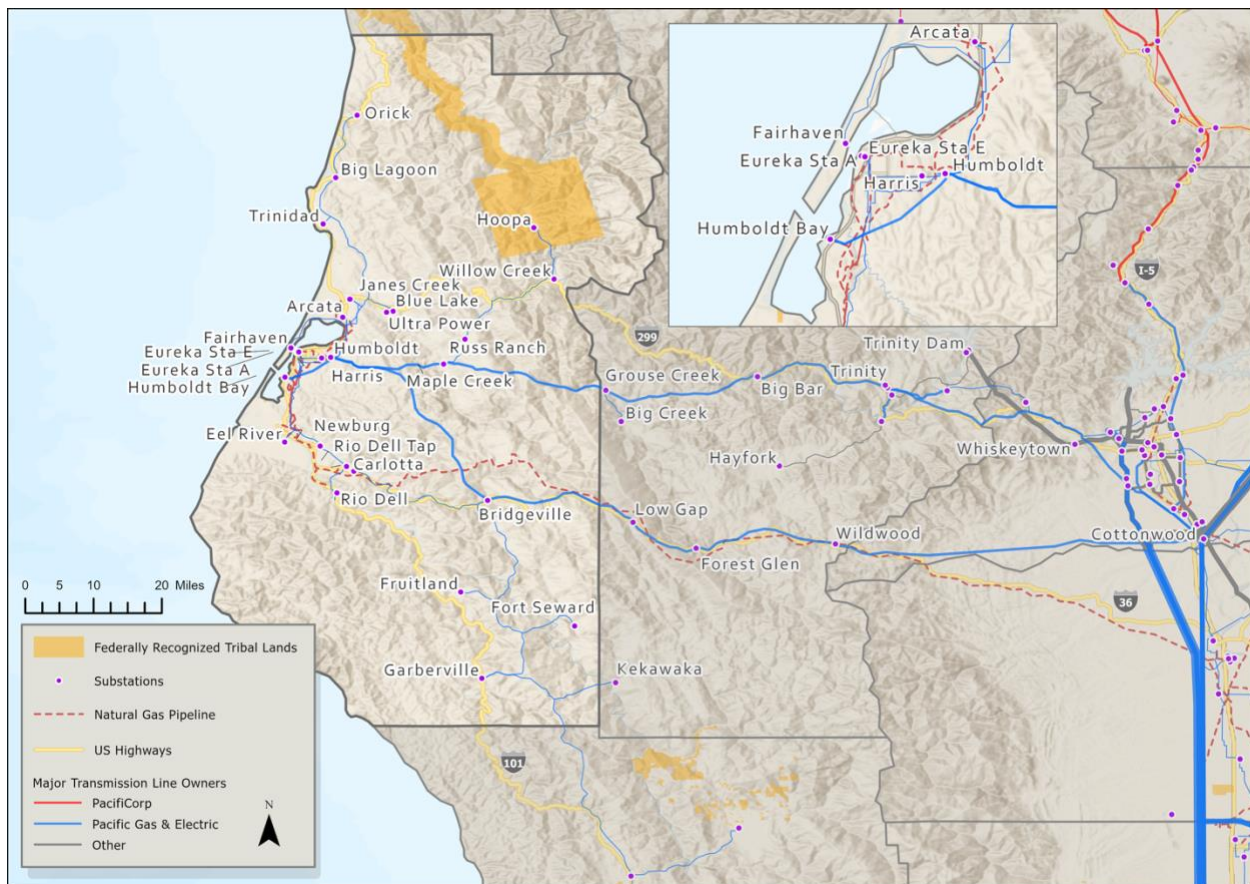 Orick
Big Lagoon
Trinidad
Hoopa
Willow Creek
Janes Creek
Arcata
Blue Lake
Ultra Power
Fairhaven
Eureka Sta E
Eureka Sta A
Humboldt Bay
Humboldt
Harris
Russ Ranch
Maple Creek
Grouse Creek
Big Creek
Big Bar
Trinity
Trinity Dam
Whiskeytown
Hayfork
299
I-5
Eel River
Newburg
Rio Dell Tap
Carlotta
Rio Dell
Bridgeville
Low Gap
Forest Glen
Wildwood
Cottonwood
36
Fruitland
Fort Seward
Garberville
Kekawaka
101
Arcata
Fairhaven
Eureka Sta E
Eureka Sta A
Harris
Humboldt
Humboldt Bay
0 5 10 20 Miles
Federally Recognized Tribal Lands
Substations
Natural Gas Pipeline
US Highways
Major Transmission Line Owners
PacifiCorp
Pacific Gas & Electric
Other
N